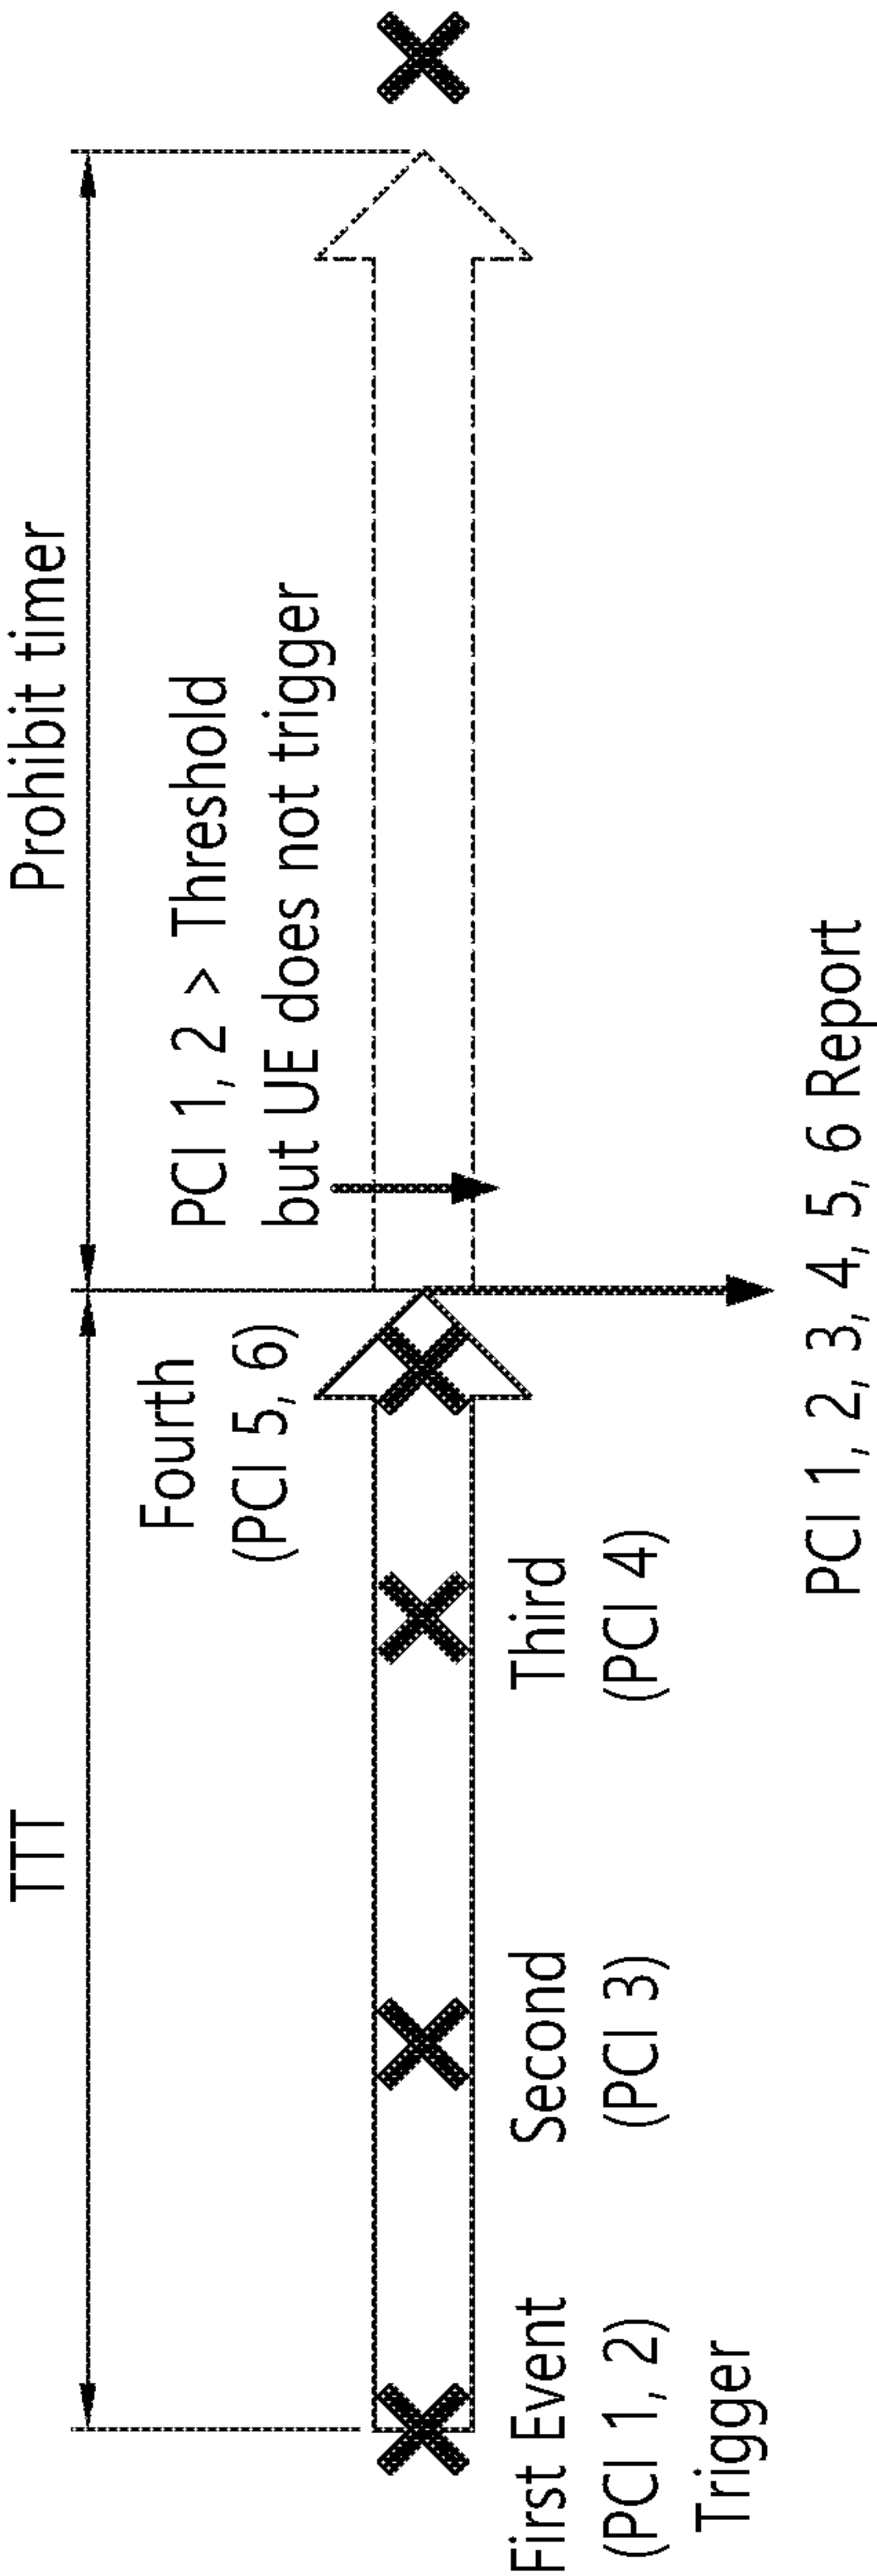 TTT
Prohibit timer
Fourth
(PCI 5, 6)
PCI 1, 2 > Threshold
but UE does not trigger
First Event
(PCI 1, 2)
Trigger
Second
(PCI 3)
Third
(PCI 4)
PCI 1, 2, 3, 4, 5, 6 Report